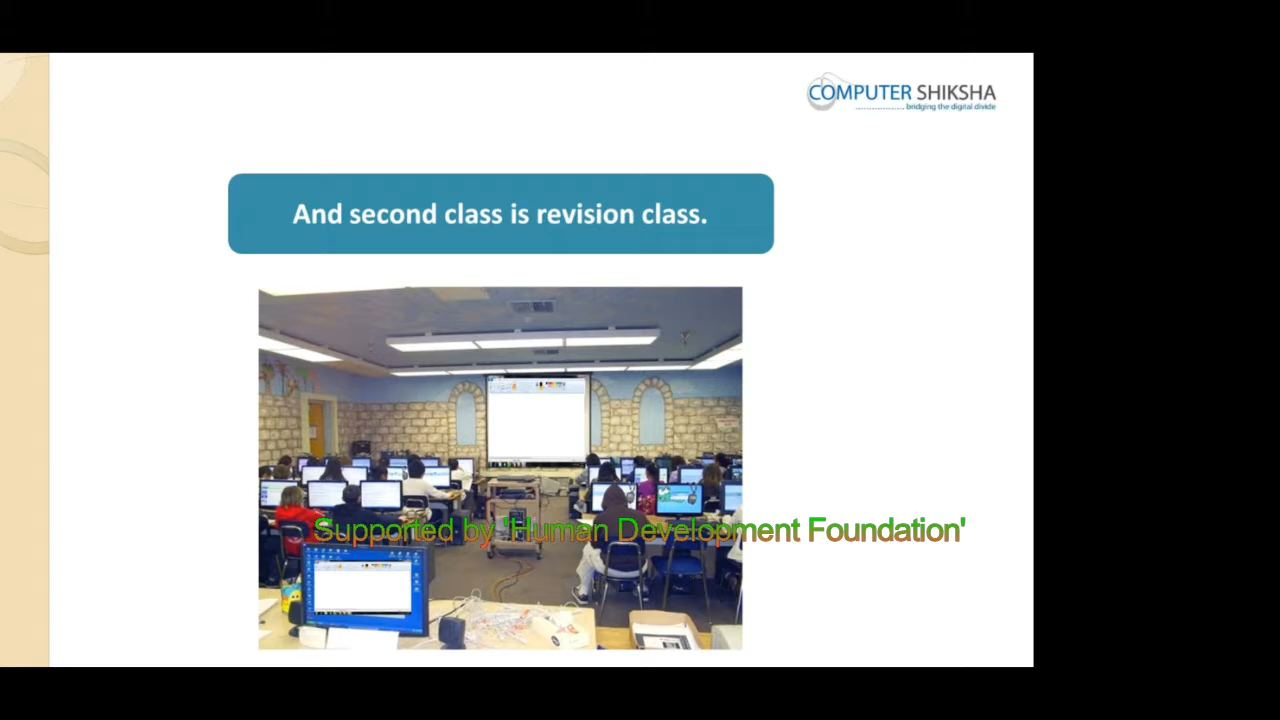 COMPUTER SHIKSHA
bridging the digital divide
And second class is revision class.
Supported by 'Human Development Foundation'